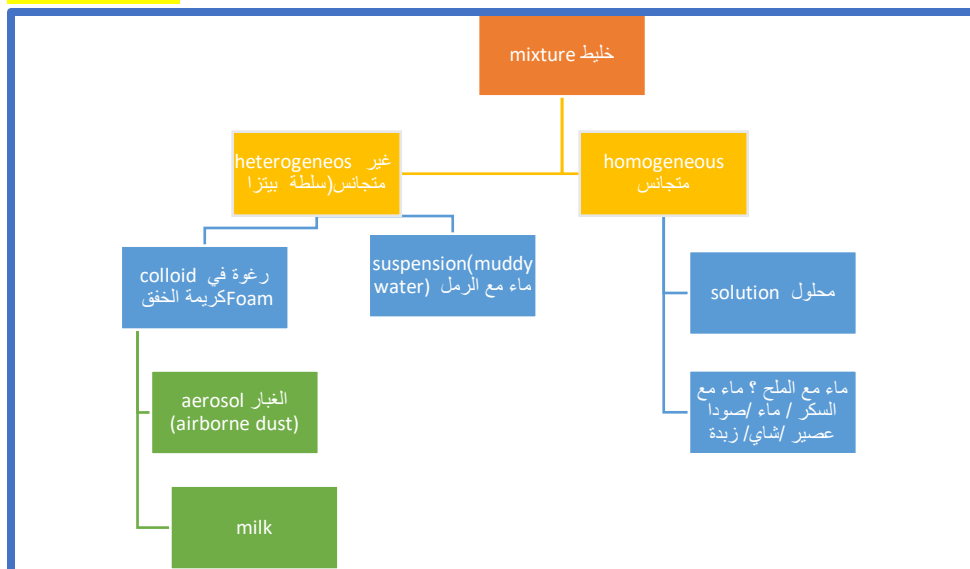 خليط mixture
heterogeneos غير
متجانس(سلطة بيتزا
homogeneous
متجانس
colloid رغوة في
Foamكريمة الخفق
suspension(muddy
water) ماء مع الرمل
محلول solution
aerosol الغبار
(airborne dust)
ماء مع الملح ؟ ماء مع
السكر / ماء /صودا
عصير /شاي/ زبدة
milk